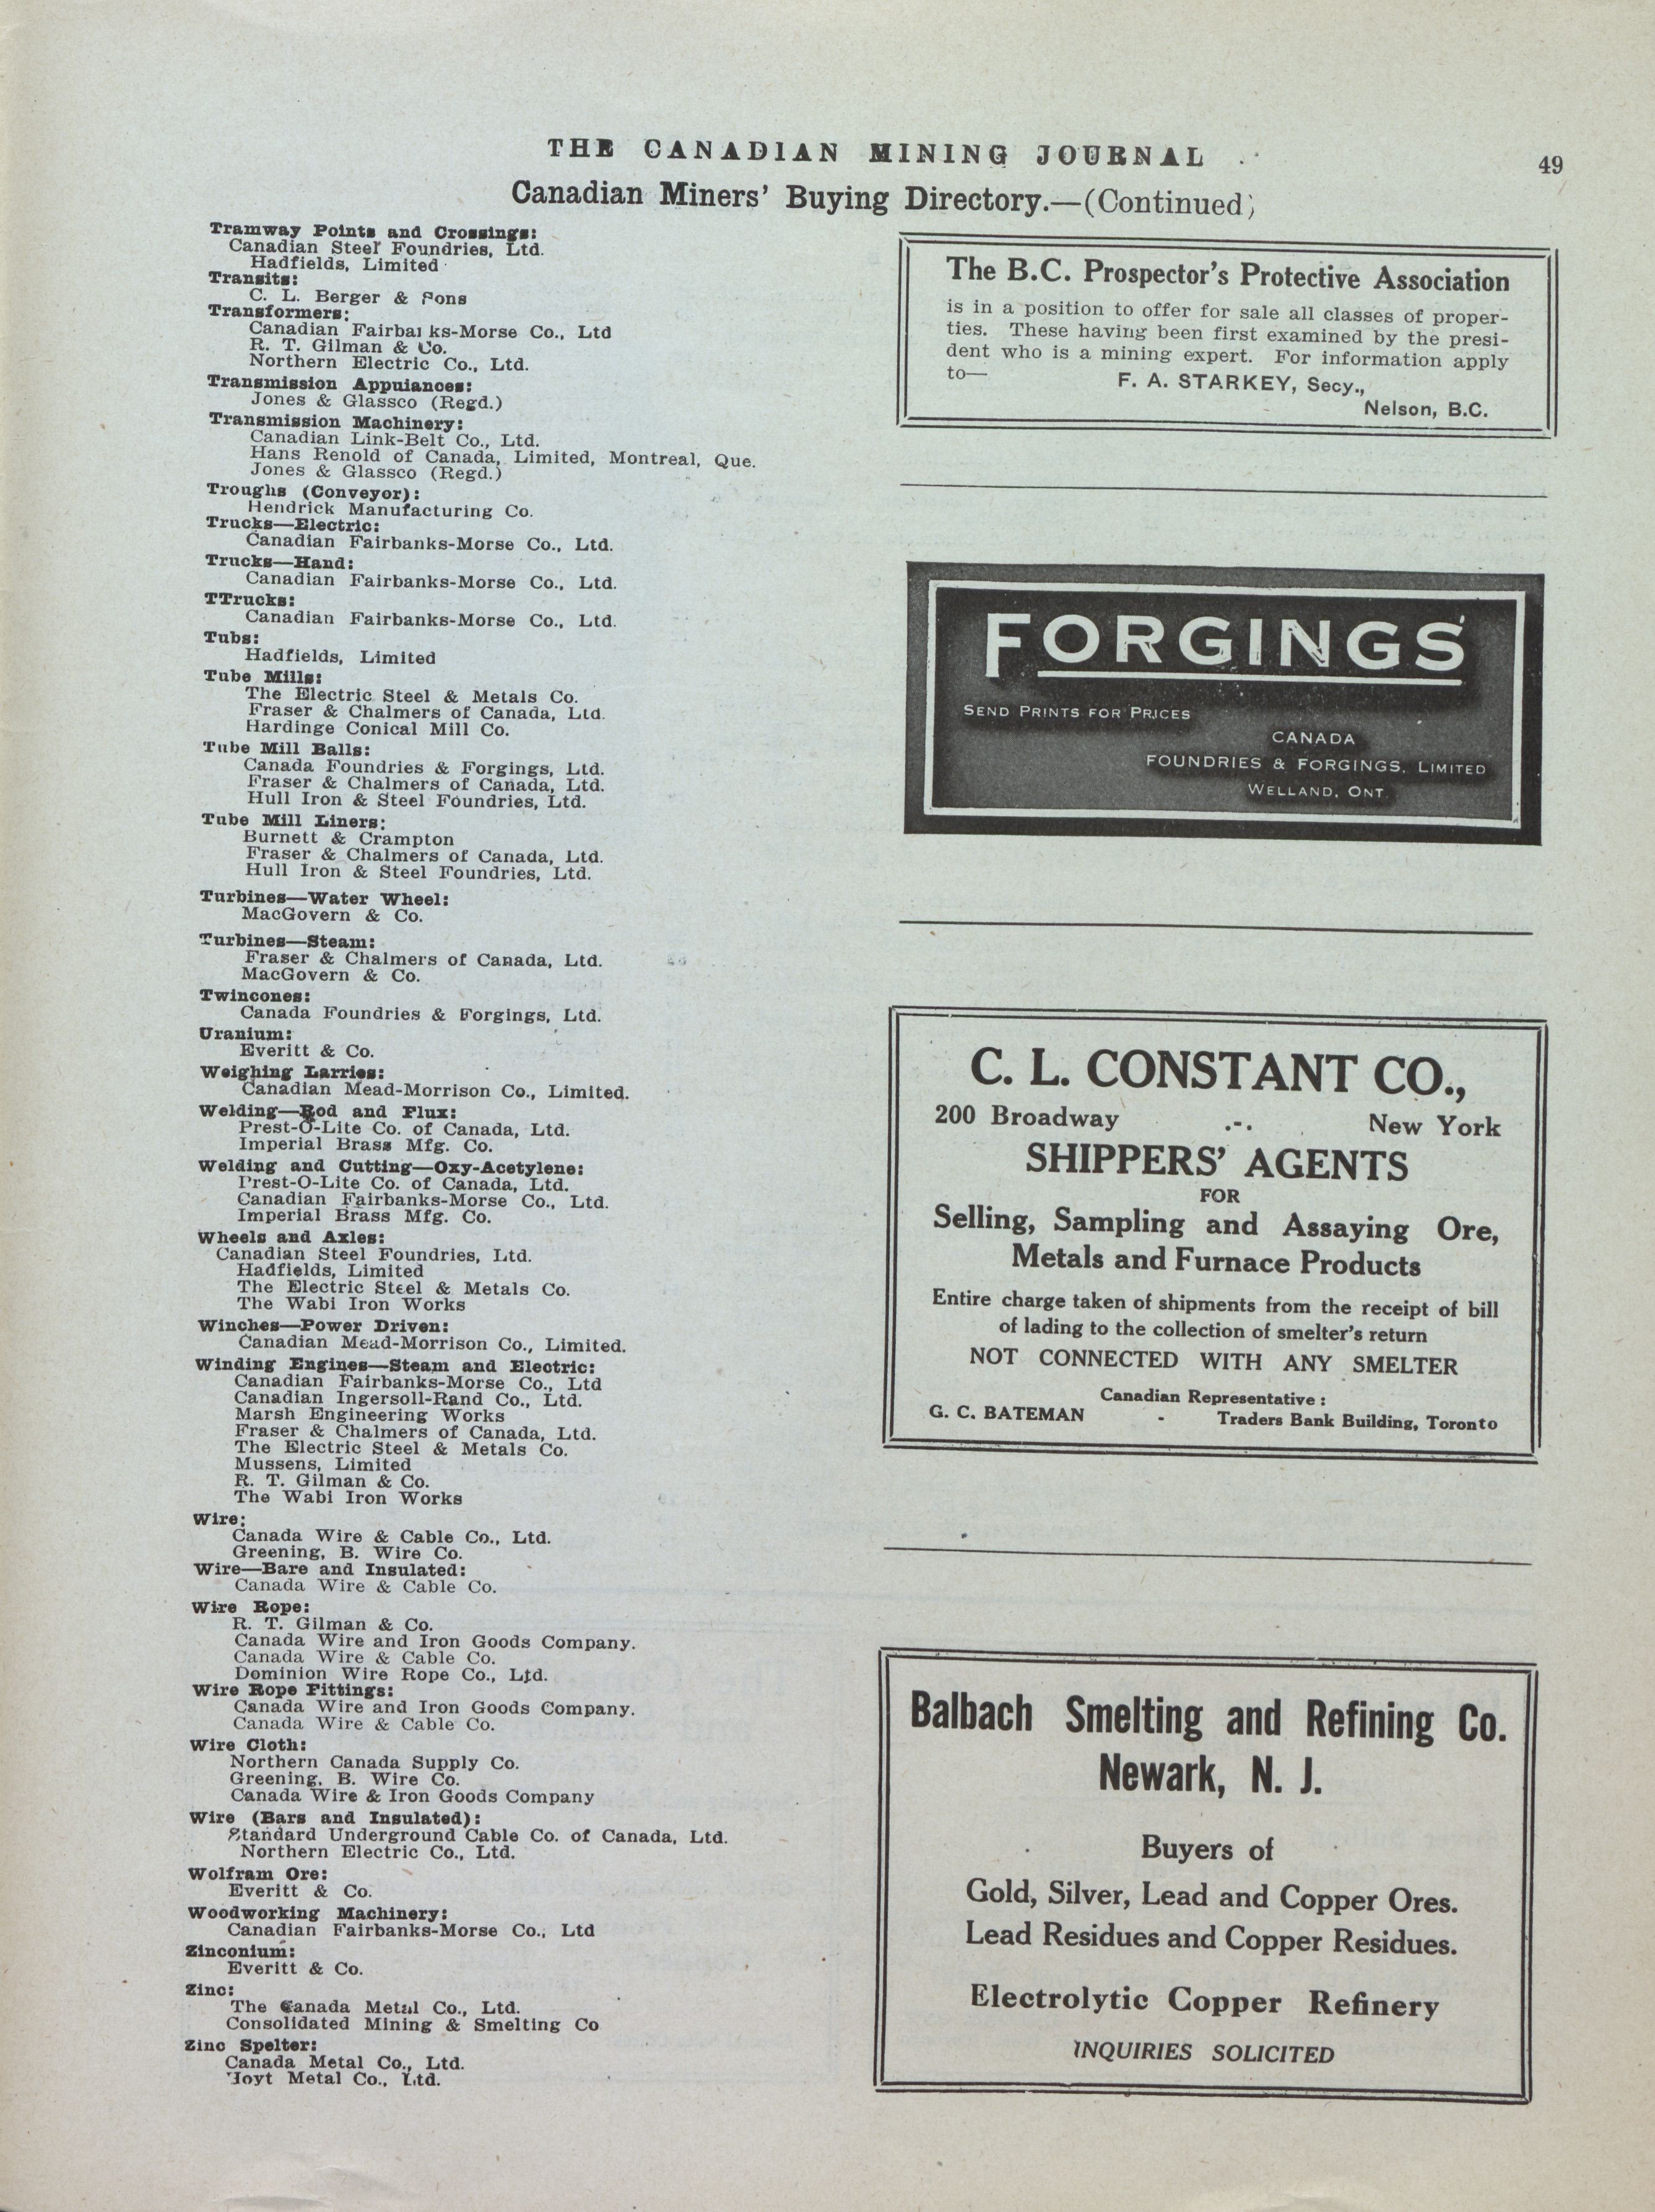 THE CANADIAN MINING JOURNAL
49
Canadian Miners' Buying Directory.—(Continued)
Tramway Points and Crossings:
Canadian Steel Foundries, Ltd.
Hadfields, Limited
Transits:
C. L. Berger & Sons
Transformers:
Canadian Fairbanks-Morse Co., Ltd
R. T. Gilman & Co.
Northern Electric Co., Ltd.
Transmission Appuiances:
Jones & Glassco (Regd.)
Transmission Machinery:
Canadian Link-Belt Co., Ltd.
Hans Renold of Canada, Limited, Montreal, Que.
Jones & Glassco (Regd.)
Troughs (Conveyor):
Hendrick Manufacturing Co.
Trucks—Electric:
Canadian Fairbanks-Morse Co., Ltd.
Trucks—Hand:
Canadian Fairbanks-Morse Co., Ltd.
TTrucks:
Canadian Fairbanks-Morse Co., Ltd.
Tubs:
Hadfields, Limited
Tube Mills:
The Electric Steel & Metals Co.
Fraser & Chalmers of Canada, Ltd.
Hardinge Conical Mill Co.
Tube Mill Balls:
Canada Foundries & Forgings, Ltd.
Fraser & Chalmers of Canada, Ltd.
Hull Iron & Steel Foundries, Ltd.
Tube Mill Liners:
Burnett & Crampton
Fraser & Chalmers of Canada, Ltd.
Hull Iron & Steel Foundries, Ltd.
Turbines—Water Wheel:
MacGovern & Co.
Turbines—Steam:
Fraser & Chalmers of Canada, Ltd.
MacGovern & Co.
Twincones:
Canada Foundries & Forgings, Ltd.
Uranium:
Everitt & Co.
Weighing Larries:
Canadian Mead-Morrison Co., Limited.
Welding—Rod and Flux:
Prest-O-Lite Co. of Canada, Ltd.
Imperial Brass Mfg. Co.
Welding and Cutting—Oxy-Acetylene:
Prest-O-Lite Co. of Canada, Ltd.
Canadian Fairbanks-Morse Co., Ltd.
Imperial Brass Mfg. Co.
Wheels and Axles:
Canadian Steel Foundries, Ltd.
Hadfields, Limited
The Electric Steel & Metals Co.
The Wabi Iron Works
Winches—Power Driven:
Canadian Mead-Morrison Co., Limited.
Winding Engines—Steam and Electric:
Canadian Fairbanks-Morse Co., Ltd
Canadian Ingersoll-Rand Co., Ltd.
Marsh Engineering Works
Fraser & Chalmers of Canada, Ltd.
The Electric Steel & Metals Co.
Mussens, Limited
R. T. Gilman & Co.
The Wabi Iron Works
Wire:
Canada Wire & Cable Co., Ltd.
Greening, B. Wire Co.
Wire—Bare and Insulated:
Canada Wire & Cable Co.
Wire Rope:
R. T. Gilman & Co.
Canada Wire and Iron Goods Company.
Canada Wire & Cable Co.
Dominion Wire Rope Co., Ltd.
Wire Rope Fittings:
Canada Wire and Iron Goods Company.
Canada Wire & Cable Co.
Wire Cloth:
Northern Canada Supply Co.
Greening, B. Wire Co.
Canada Wire & Iron Goods Company
Wire (Bars and Insulated):
Standard Underground Cable Co. of Canada, Ltd.
Northern Electric Co., Ltd.
Wolfram Ore:
Everitt & Co.
Woodworking Machinery:
Canadian Fairbanks-Morse Co., Ltd
Zinconium:
Everitt & Co.
Zinc:
The Canada Metal Co., Ltd.
Consolidated Mining & Smelting Co
Zinc Spelter:
Canada Metal Co., Ltd.
Hoyt Metal Co., Ltd.
The B.C. Prospector's Protective Association
is in a position to offer for sale all classes of proper-
ties. These having been first examined by the presi-
dent who is a mining expert. For information apply
to—
F. A. STARKEY, Secy.,
Nelson, B.C.
FORGINGS
SEND PRINTS FOR PRICES
CANADA
FOUNDRIES & FORGINGS, LIMITED
WELLAND, ONT.
C. L. CONSTANT CO.,
200 Broadway .-. New York
SHIPPERS' AGENTS
FOR
Selling, Sampling and Assaying Ore,
Metals and Furnace Products
Entire charge taken of shipments from the receipt of bill
of lading to the collection of smelter's return
NOT CONNECTED WITH ANY SMELTER
Canadian Representative :
G. C. BATEMAN - Traders Bank Building, Toronto
Balbach Smelting and Refining Co.
Newark, N. J.
Buyers of
Gold, Silver, Lead and Copper Ores.
Lead Residues and Copper Residues.
Electrolytic Copper Refinery
INQUIRIES SOLICITED